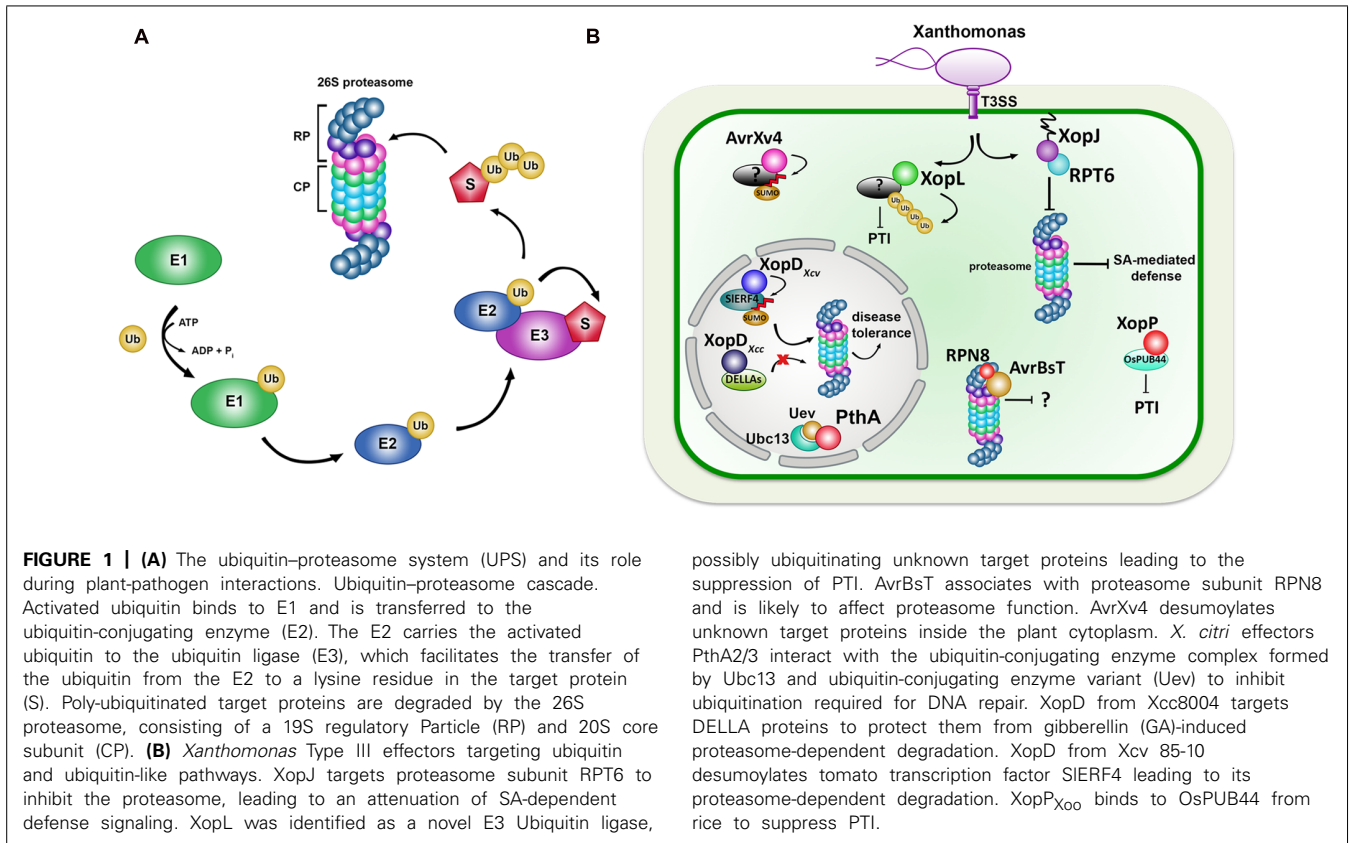 A
26S proteasome
RP
CP
Ub
Ub
Ub
S
E1
Ub
ATP
ADP + Pi
Ub
E1
Ub
E2
Ub
E2
E3
S
B
Xanthomonas
T3SS
AvrXv4
?
SUMO
?
XopL
Ub
Ub
Ub
Ub
PTI
XopJ
RPT6
proteasome
SA-mediated
defense
XopD Xcv
SlERF4
SUMO
disease
tolerance
XopD Xcc
DELLAs
Uev
PthA
Ubc13
RPN8
AvrBsT
?
XopP
OsPUB44
PTI
FIGURE 1 | (A) The ubiquitin–proteasome system (UPS) and its role
during plant-pathogen interactions. Ubiquitin–proteasome cascade.
Activated ubiquitin binds to E1 and is transferred to the
ubiquitin-conjugating enzyme (E2). The E2 carries the activated
ubiquitin to the ubiquitin ligase (E3), which facilitates the transfer of
the ubiquitin from the E2 to a lysine residue in the target protein
(S). Poly-ubiquitinated target proteins are degraded by the 26S
proteasome, consisting of a 19S regulatory Particle (RP) and 20S core
subunit (CP). (B) Xanthomonas Type III effectors targeting ubiquitin
and ubiquitin-like pathways. XopJ targets proteasome subunit RPT6 to
inhibit the proteasome, leading to an attenuation of SA-dependent
defense signaling. XopL was identified as a novel E3 Ubiquitin ligase,
possibly ubiquitinating unknown target proteins leading to the
suppression of PTI. AvrBsT associates with proteasome subunit RPN8
and is likely to affect proteasome function. AvrXv4 desumoylates
unknown target proteins inside the plant cytoplasm. X. citri effectors
PthA2/3 interact with the ubiquitin-conjugating enzyme complex formed
by Ubc13 and ubiquitin-conjugating enzyme variant (Uev) to inhibit
ubiquitination required for DNA repair. XopD from Xcc8004 targets
DELLA proteins to protect them from gibberellin (GA)-induced
proteasome-dependent degradation. XopD from Xcv 85-10
desumoylates tomato transcription factor SlERF4 leading to its
proteasome-dependent degradation. XopPXoo binds to OsPUB44 from
rice to suppress PTI.